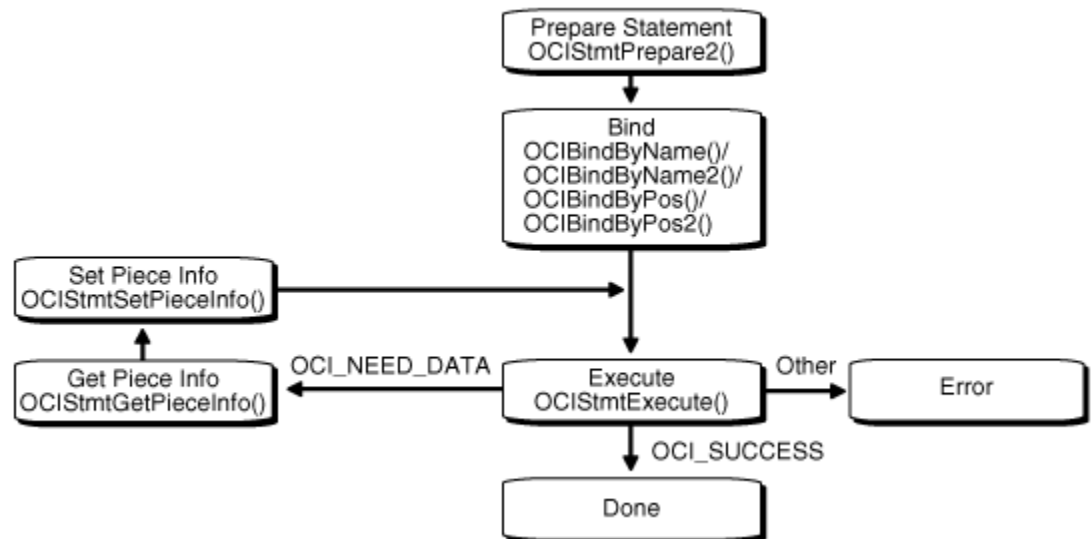 Prepare Statement
OCIStmtPrepare2()
Bind
OCIBindByName()/
OCIBindByName2()/
OCIBindByPos()/
OCIBindByPos2()
Set Piece Info
OCIStmtSetPieceInfo()
OCI_NEED_DATA
Get Piece Info
OCIStmtGetPieceInfo()
Execute
OCIStmtExecute()
Other
Error
OCI_SUCCESS
Done